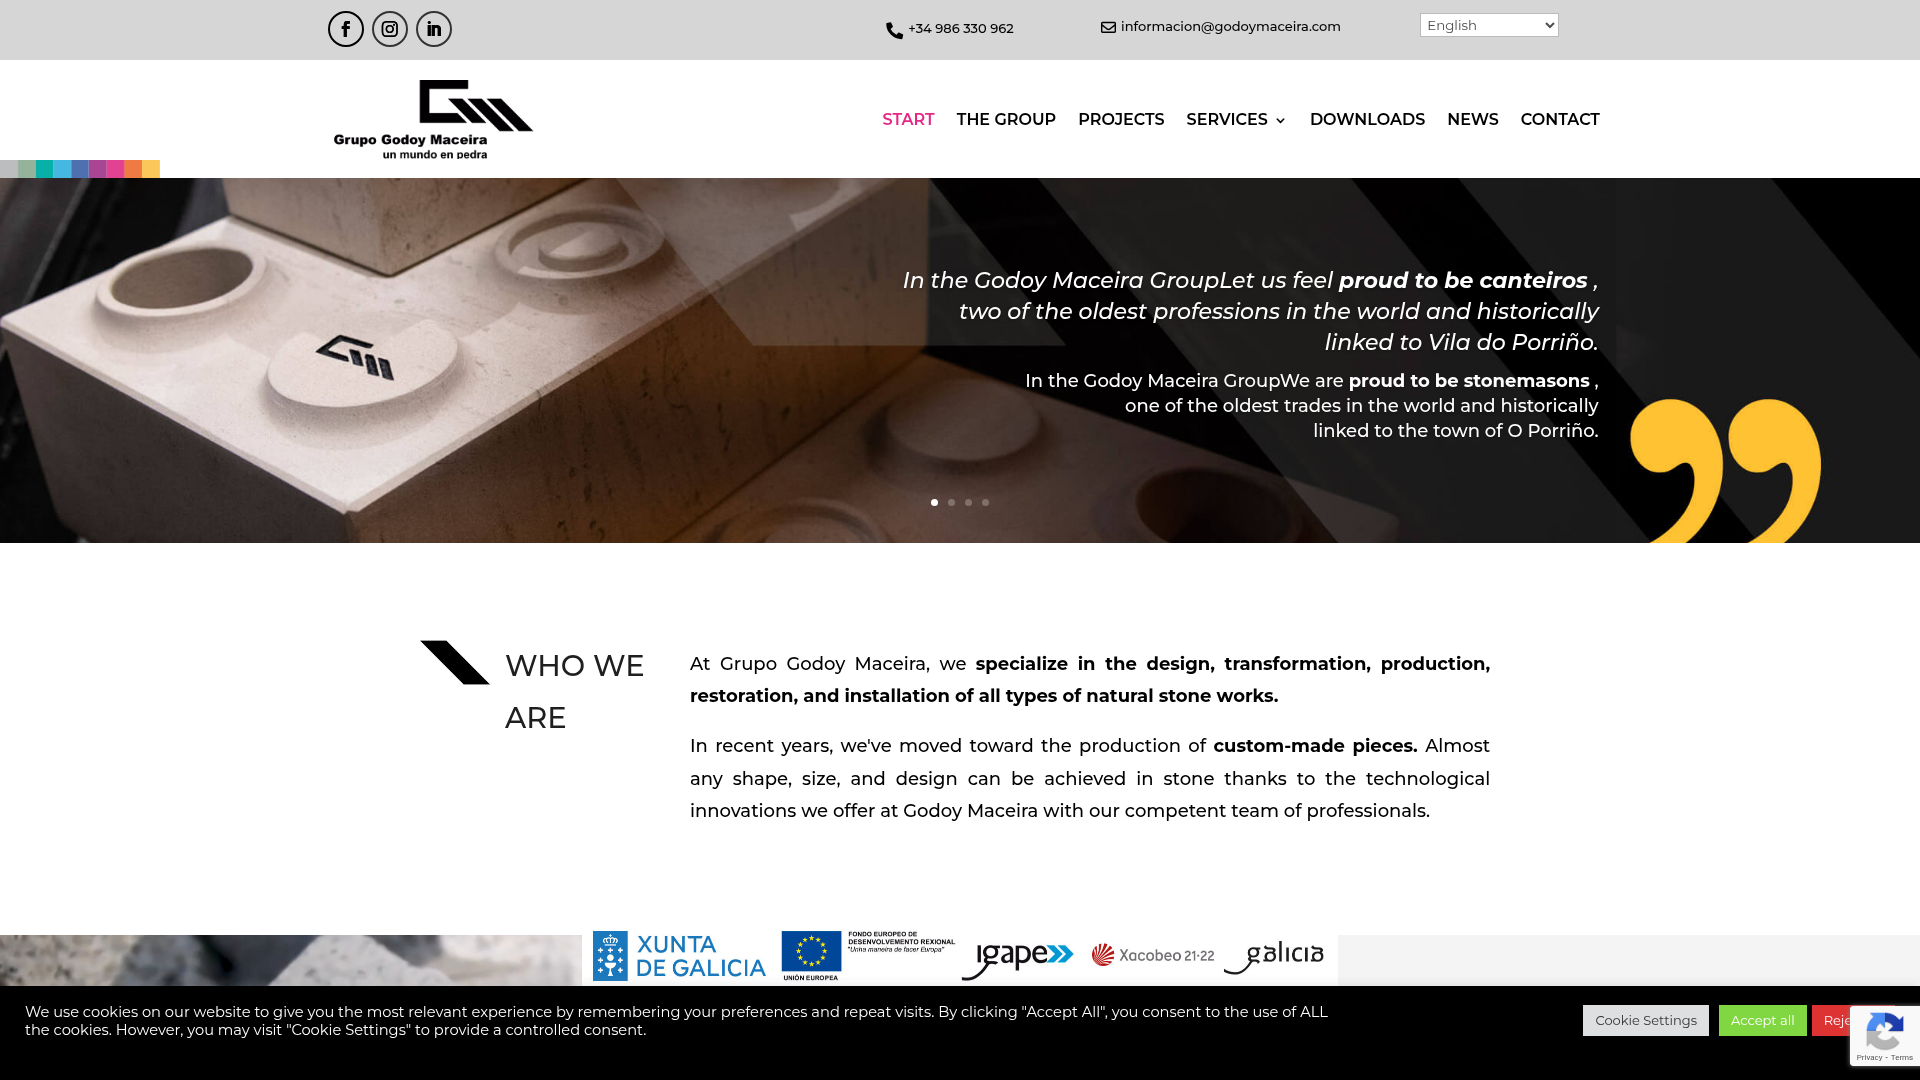 +34 986 330 962
informacion@godoymaceira.com
English
Grupo Godoy Maceira
un mundo en pedra
START
THE GROUP
PROJECTS
SERVICES
DOWNLOADS
NEWS
CONTACT
In the Godoy Maceira GroupLet us feel proud to be canteiros ,
two of the oldest professions in the world and historically
linked to Vila do Porriño.
In the Godoy Maceira GroupWe are proud to be stonemasons ,
one of the oldest trades in the world and historically
linked to the town of O Porriño.
WHO WE
ARE
At Grupo Godoy Maceira, we specialize in the design, transformation, production,
restoration, and installation of all types of natural stone works.
In recent years, we've moved toward the production of custom-made pieces. Almost
any shape, size, and design can be achieved in stone thanks to the technological
innovations we offer at Godoy Maceira with our competent team of professionals.
XUNTA
DE GALICIA
UNIÓN EUROPEA
FONDO EUROPEO DE
DESENVOLVEMENTO REXIONAL
"Unha maneira de facer Europa"
igape
Xacobeo 21·22
galicia
We use cookies on our website to give you the most relevant experience by remembering your preferences and repeat visits. By clicking "Accept All", you consent to the use of ALL
the cookies. However, you may visit "Cookie Settings" to provide a controlled consent.
Cookie Settings
Accept all
Privacy - Terms